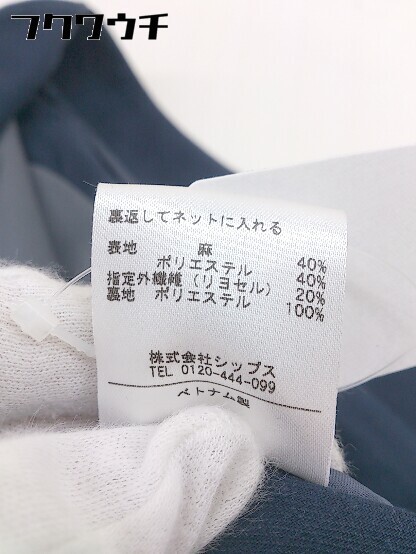 フクウウチ
裏返してネットに入れる
表地 麻 40%
ポリエステル 40%
指定外繊維（リヨセル） 20%
裏地 ポリエステル 100%
株式会社シップス
TEL 0120-444-099
ベトナム製